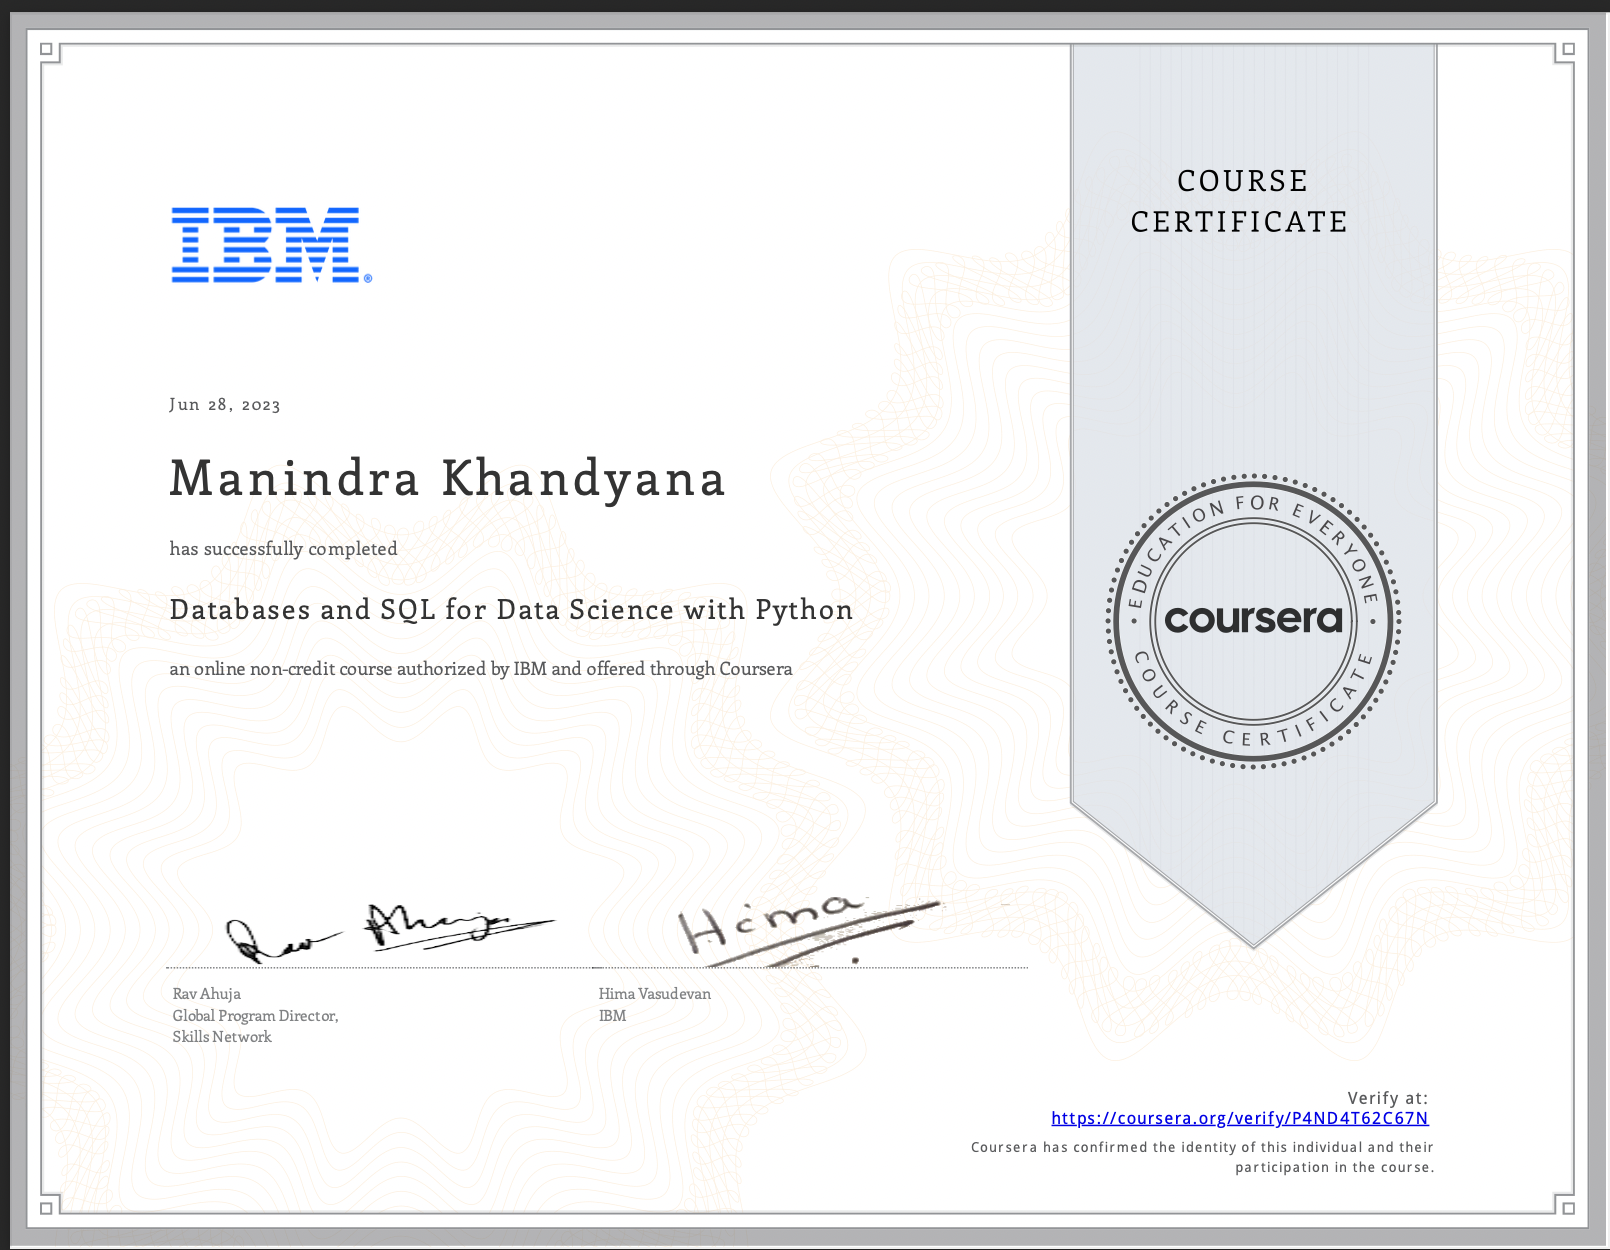 IBM®
COURSE
CERTIFICATE
Jun 28, 2023
Manindra Khandyana
has successfully completed
Databases and SQL for Data Science with Python
an online non-credit course authorized by IBM and offered through Coursera
EDUCATION FOR EVERYONE
coursera
COURSE CERTIFICATE
Rav Ahuja
Hima
Rav Ahuja
Global Program Director,
Skills Network
Hima Vasudevan
IBM
Verify at:
https://coursera.org/verify/P4ND4T62C67N
Coursera has confirmed the identity of this individual and their
participation in the course.